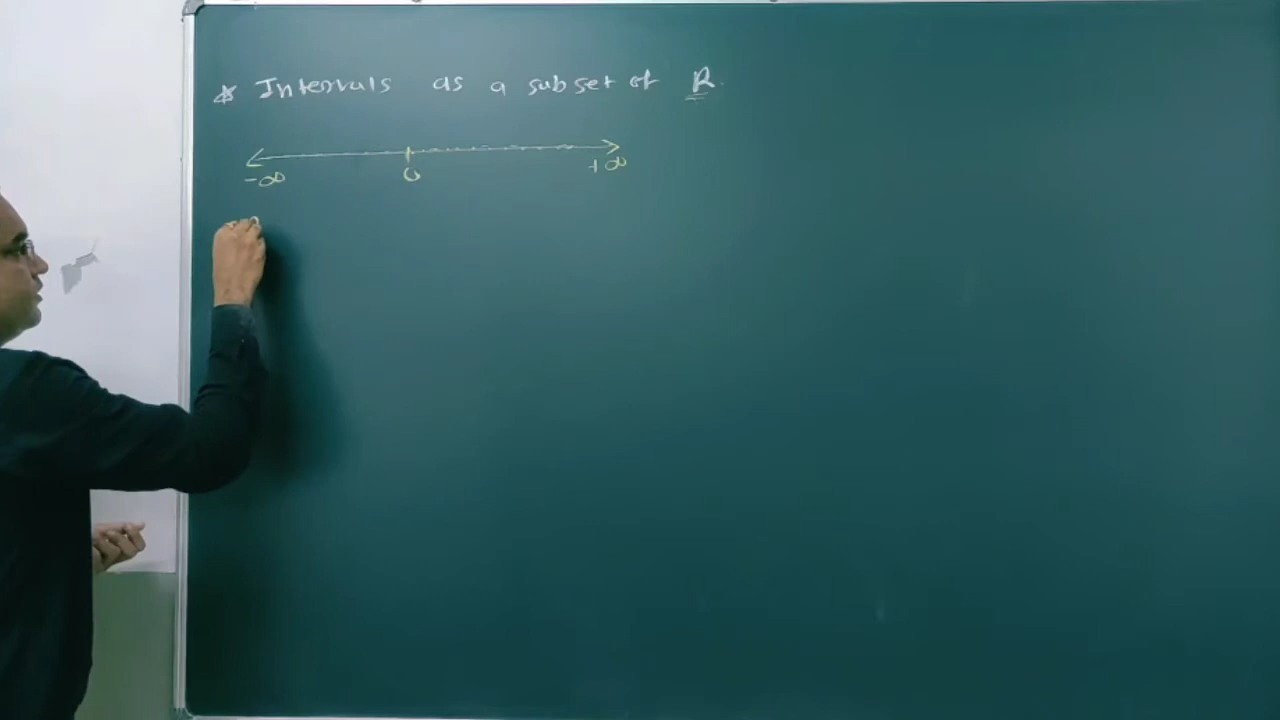 * Intervals as a subset of R.
-∞ 0 +∞